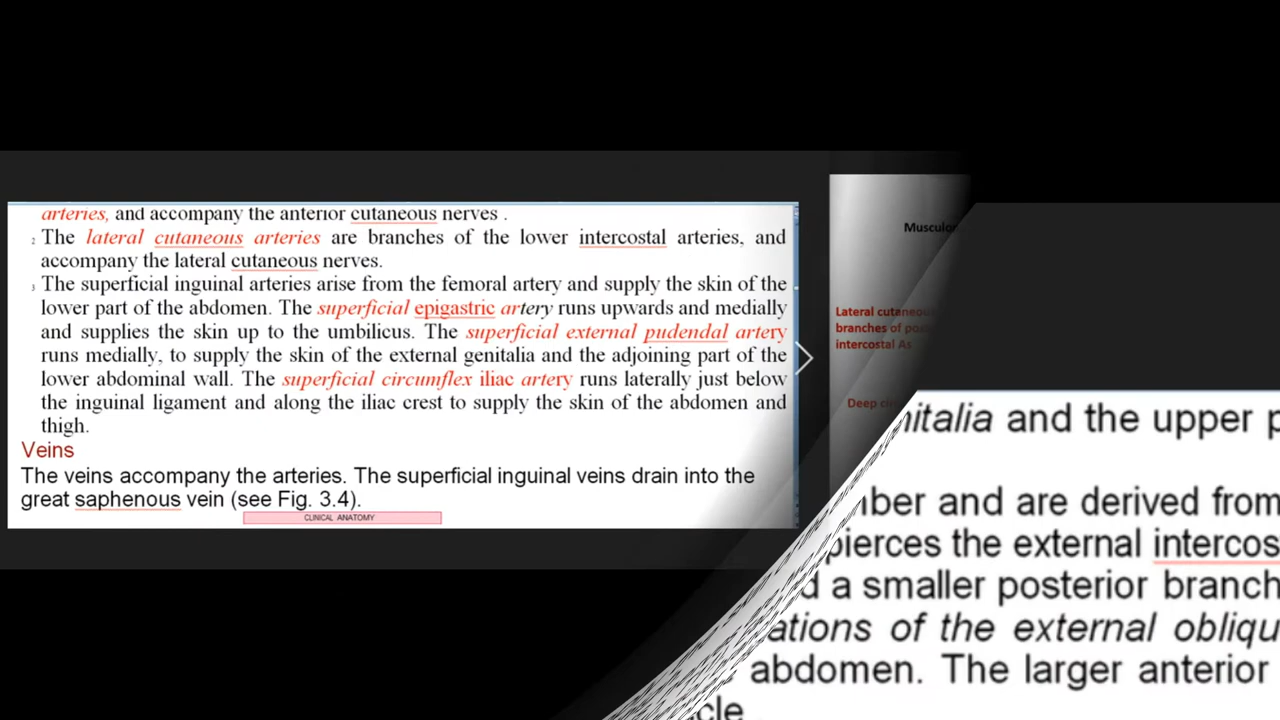 arteries, and accompany the anterior cutaneous nerves .
2 The lateral cutaneous arteries are branches of the lower intercostal arteries, and
accompany the lateral cutaneous nerves.
3 The superficial inguinal arteries arise from the femoral artery and supply the skin of the
lower part of the abdomen. The superficial epigastric artery runs upwards and medially
and supplies the skin up to the umbilicus. The superficial external pudendal artery
runs medially, to supply the skin of the external genitalia and the adjoining part of the
lower abdominal wall. The superficial circumflex iliac artery runs laterally just below
the inguinal ligament and along the iliac crest to supply the skin of the abdomen and
thigh.
Veins
The veins accompany the arteries. The superficial inguinal veins drain into the
great saphenous vein (see Fig. 3.4).
CLINICAL ANATOMY
Lateral
branches of
intercostal As
Deep
and the upper
and are derived from
pierces the external
a smaller posterior branch
of the external
abdomen. The larger anterior